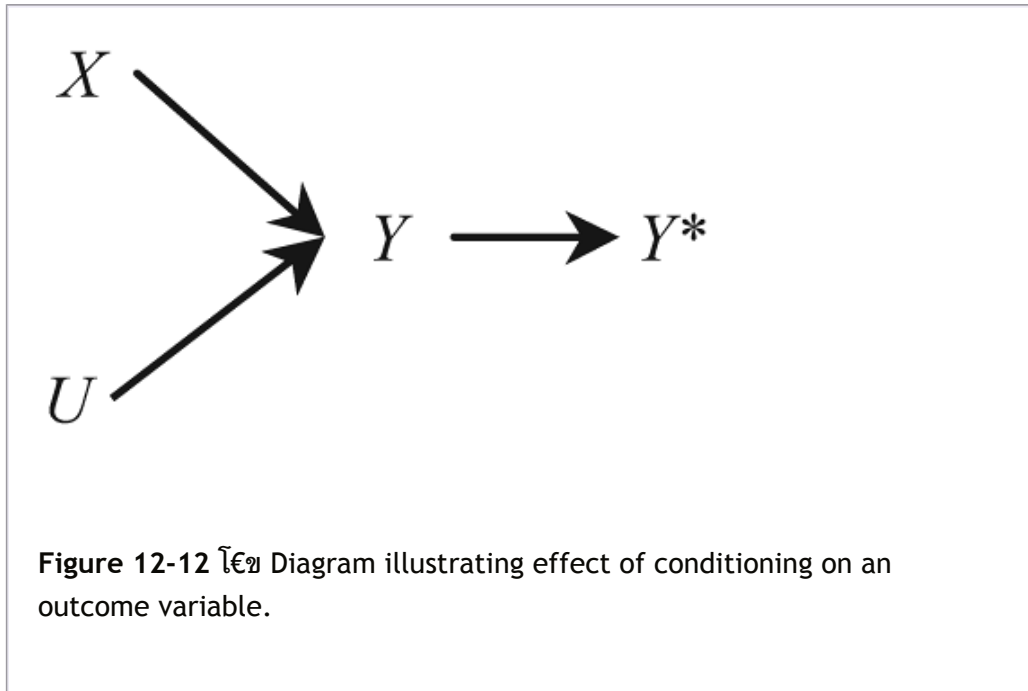 X
Y
Y*
U
Figure 12-12 โ€ข Diagram illustrating effect of conditioning on an
outcome variable.